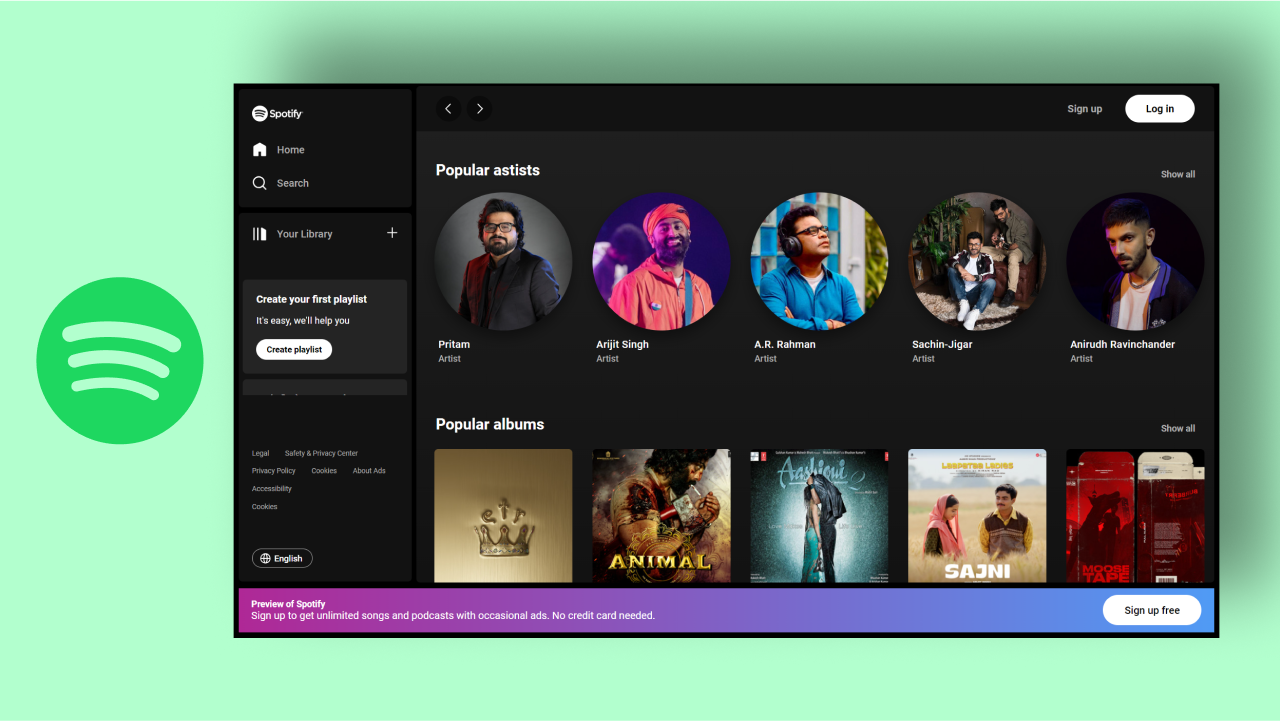 Spotify
Home
Search
Your Library
Create your first playlist
It's easy, we'll help you
Create playlist
Legal Safety & Privacy Center
Privacy Policy Cookies About Ads
Accessibility
Cookies
English
Sign up
Log in
Popular astists
Show all
Pritam
Artist
Arijit Singh
Artist
A.R. Rahman
Artist
Sachin-Jigar
Artist
Anirudh Ravinchander
Artist
Popular albums
Show all
ANIMAL
Aashiqui 2
LAAPATAA LADIES
SAJNI
MOOSE
TAPE
Preview of Spotify
Sign up to get unlimited songs and podcasts with occasional ads. No credit card needed.
Sign up free